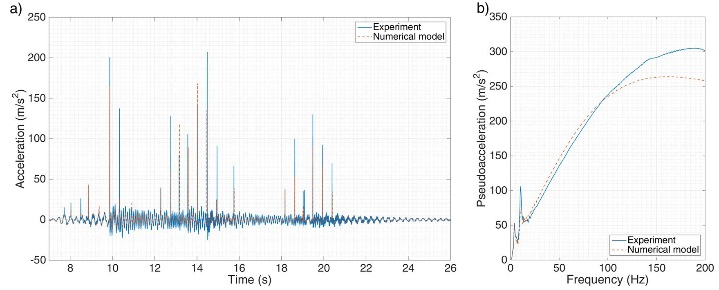 a)
250
200
150
100
50
0
-50
Acceleration (m/s²)
Experiment
Numerical model
8 10 12 14 16 18 20 22 24 26
Time (s)
b)
350
300
250
200
150
100
50
0
Pseudoacceleration (m/s²)
Experiment
Numerical model
0 50 100 150 200
Frequency (Hz)